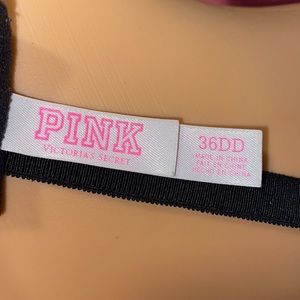 PINK
VICTORIA'S SECRET
36DD
MADE IN CHINA
FAIT EN CHINE
HECHO EN CHINA